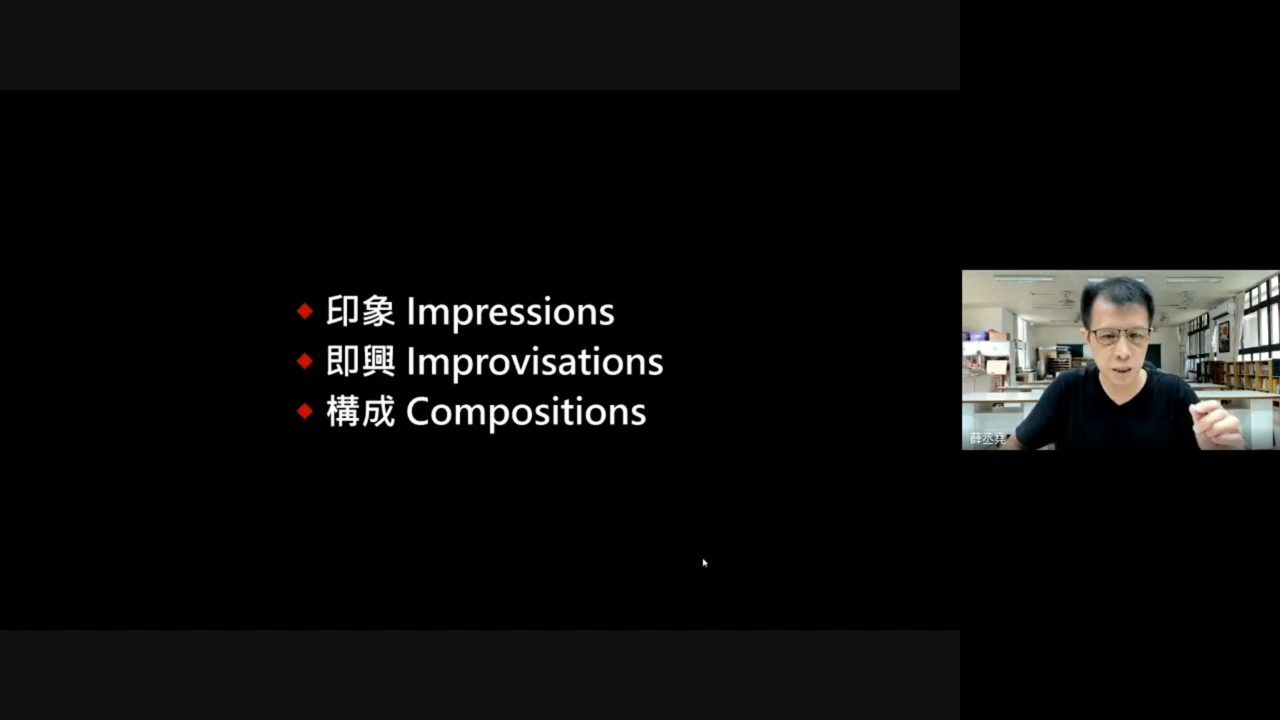 印象 Impressions
即興 Improvisations
構成 Compositions
薛丞堯